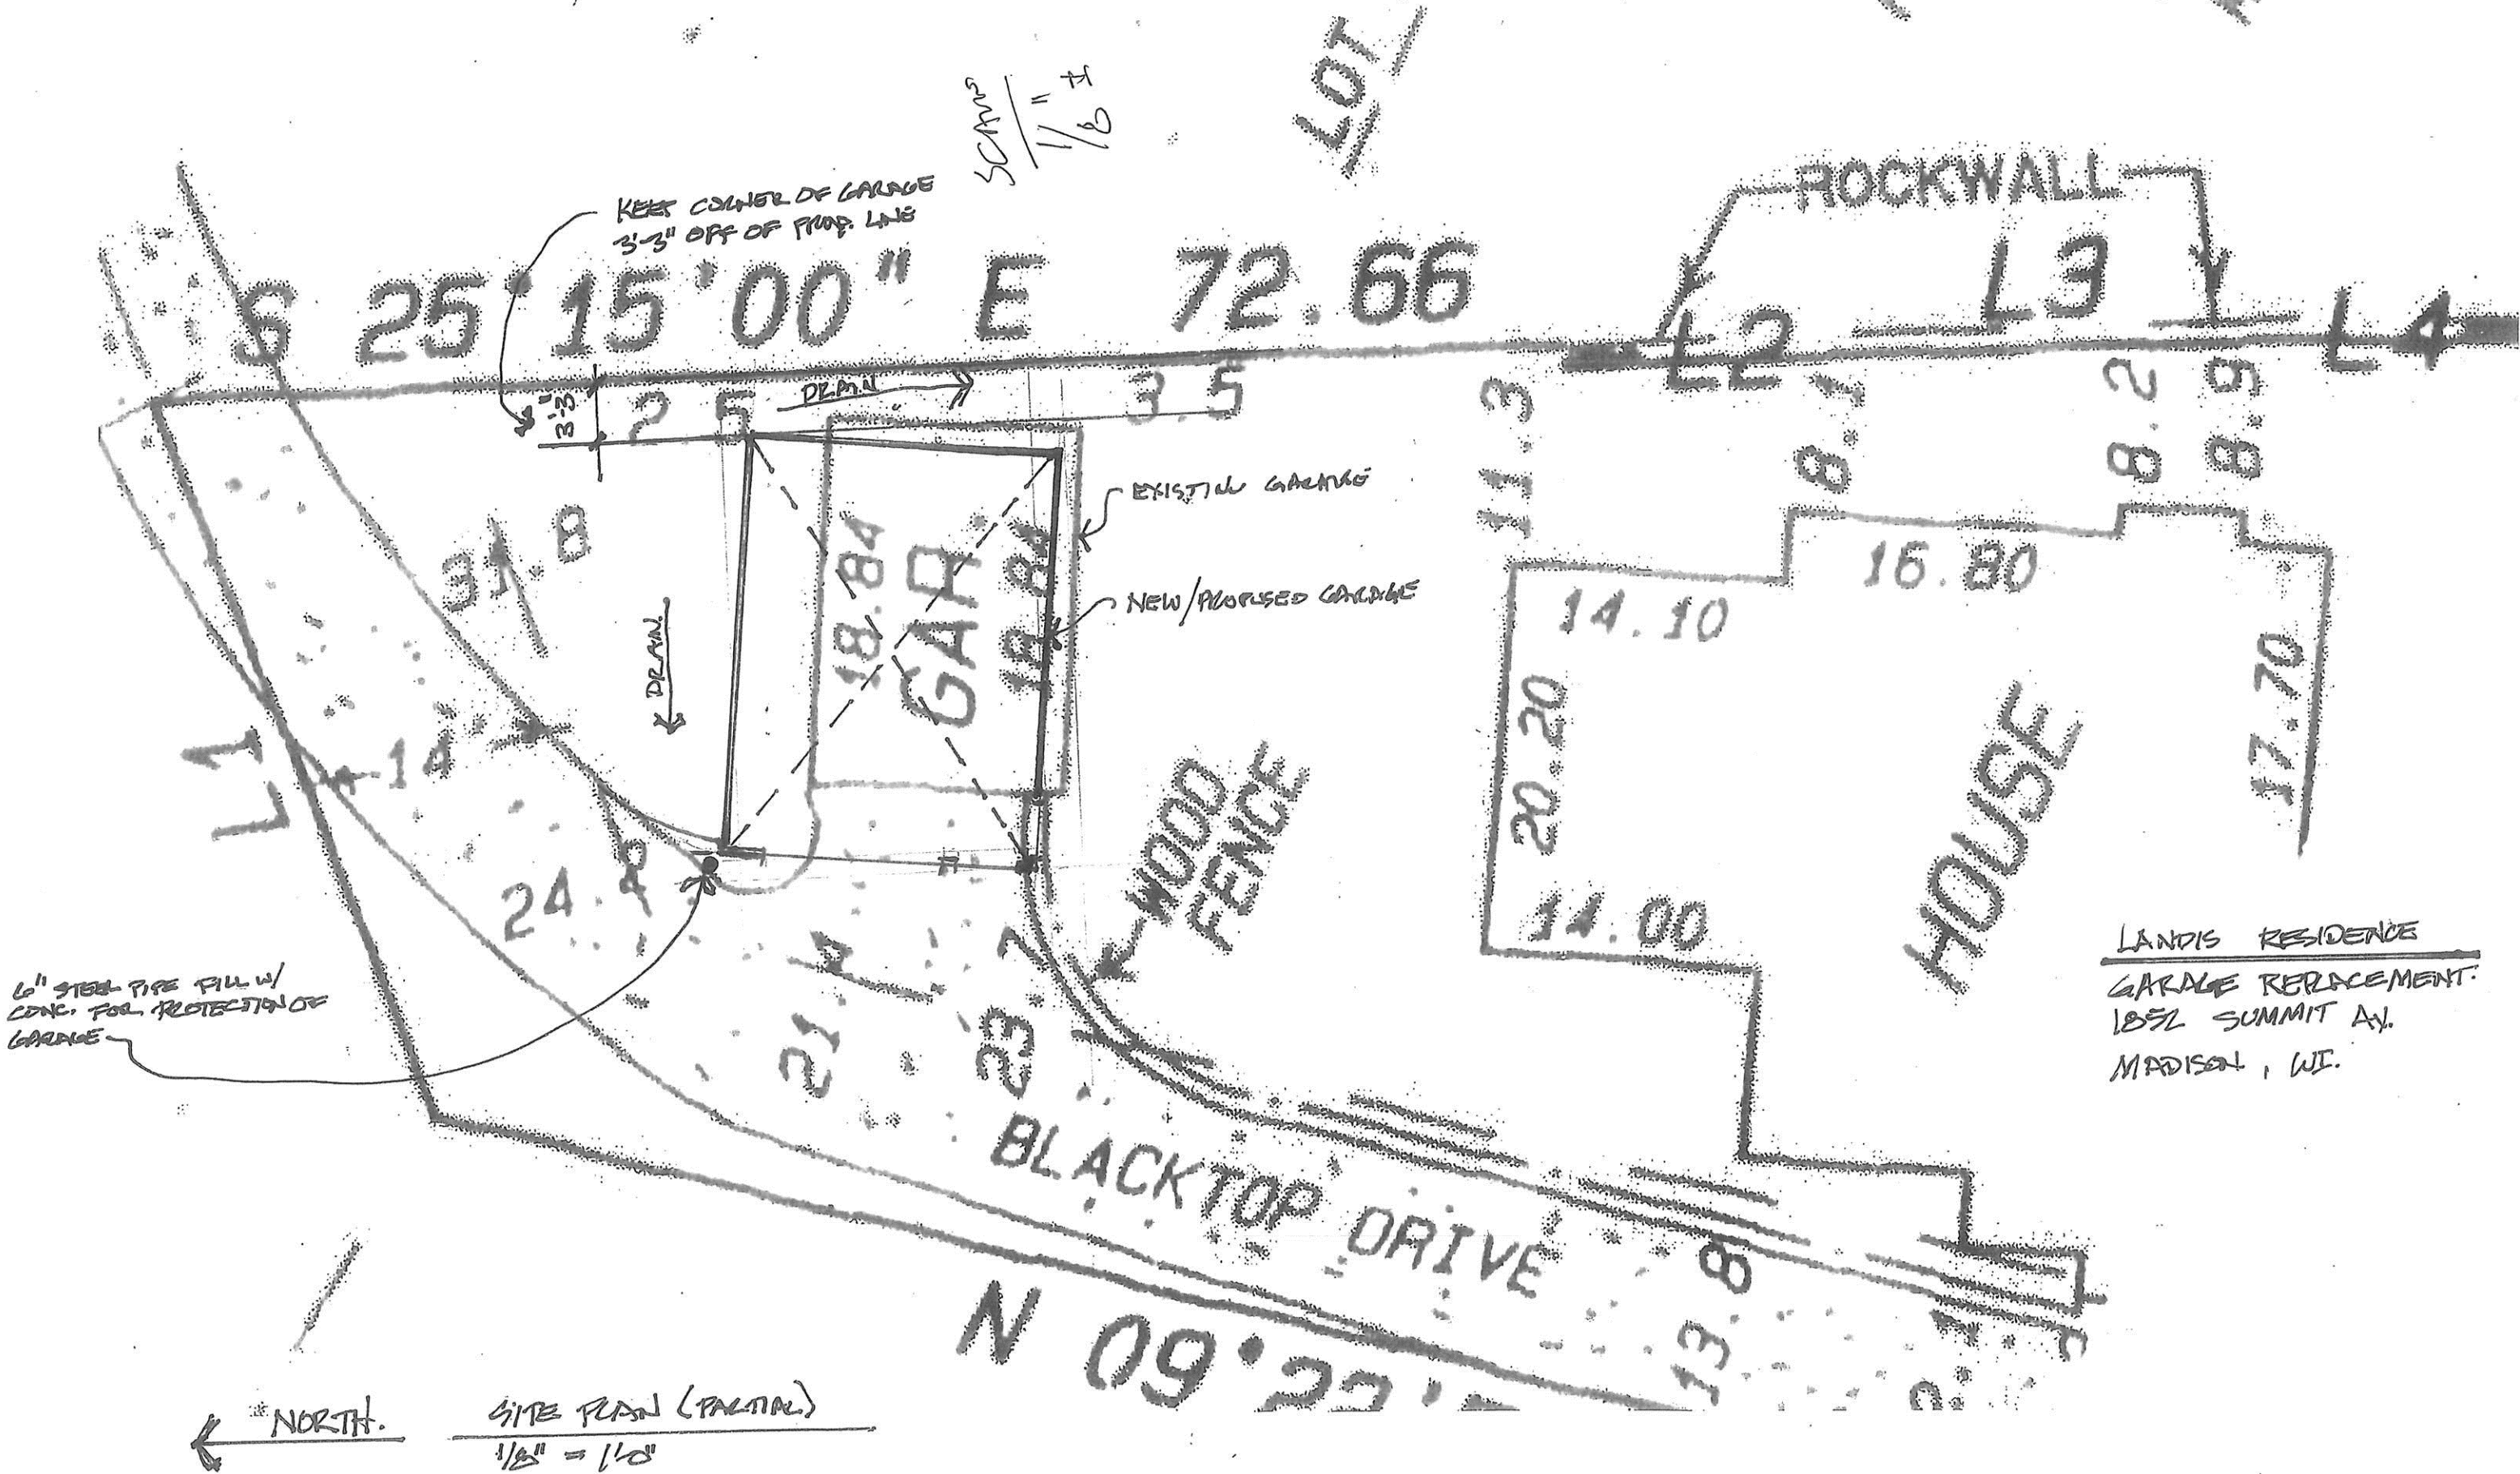 LOT
SCANS
1/8"
KEEP CORNER OF GARAGE
3'-3" OFF OF PROP. LINE
ROCKWALL
S 25°15'00" E 72.66
L2
L3
L4
3'-3"
2.5
DRAIN
3.5
11.3
8.1
8.2
8.9
EXISTING GARAGE
NEW/PROPOSED GARAGE
31.8
18.84
GAR
18.84
14.10
16.80
17.70
20.20
14.00
HOUSE
DRAIN.
L1
14
24.8
WOOD
FENCE
21.4
23.7
6" STEEL PIPE FILL W/
CONC. FOR PROTECTION OF
GARAGE
BLACKTOP DRIVE
13.8
N 09°22'
LANDIS RESIDENCE
GARAGE REPLACEMENT.
1852 SUMMIT AV.
MADISON, WI.
NORTH.
SITE PLAN (PARTIAL)
1/8" = 1'-0"